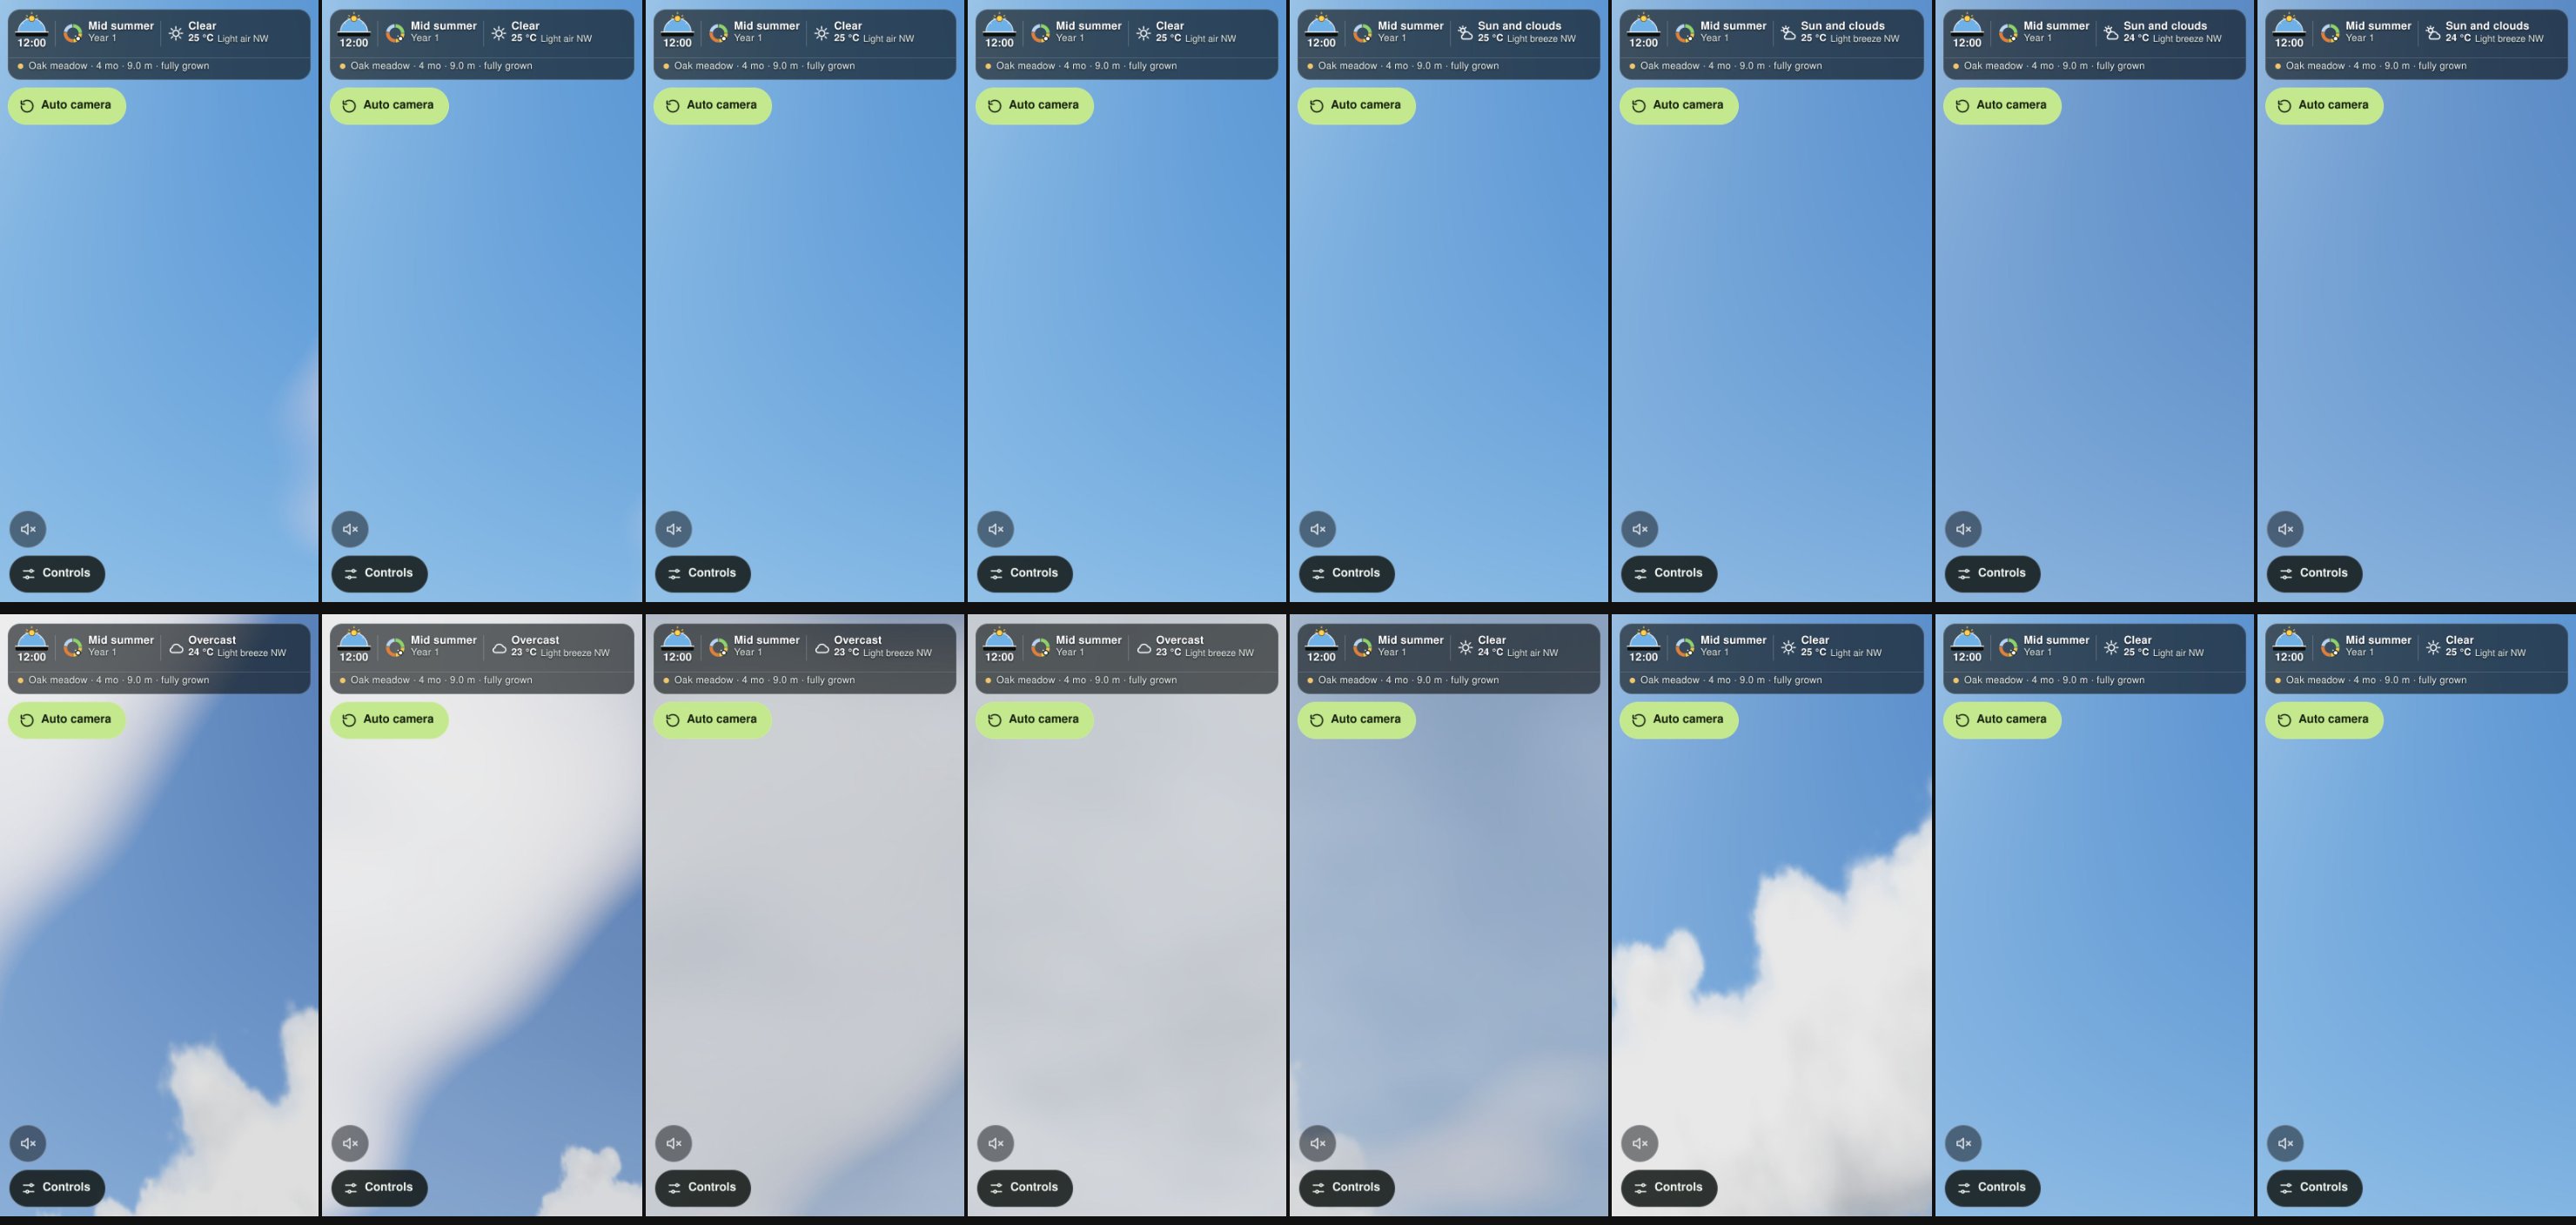 12:00 Mid summer Year 1 Clear 25 °C Light air NW
Oak meadow · 4 mo · 9.0 m · fully grown
Auto camera
Controls
12:00 Mid summer Year 1 Clear 25 °C Light air NW
Oak meadow · 4 mo · 9.0 m · fully grown
Auto camera
Controls
12:00 Mid summer Year 1 Clear 25 °C Light air NW
Oak meadow · 4 mo · 9.0 m · fully grown
Auto camera
Controls
12:00 Mid summer Year 1 Clear 25 °C Light air NW
Oak meadow · 4 mo · 9.0 m · fully grown
Auto camera
Controls
12:00 Mid summer Year 1 Sun and clouds 25 °C Light breeze NW
Oak meadow · 4 mo · 9.0 m · fully grown
Auto camera
Controls
12:00 Mid summer Year 1 Sun and clouds 25 °C Light breeze NW
Oak meadow · 4 mo · 9.0 m · fully grown
Auto camera
Controls
12:00 Mid summer Year 1 Sun and clouds 24 °C Light breeze NW
Oak meadow · 4 mo · 9.0 m · fully grown
Auto camera
Controls
12:00 Mid summer Year 1 Sun and clouds 24 °C Light breeze NW
Oak meadow · 4 mo · 9.0 m · fully grown
Auto camera
Controls
12:00 Mid summer Year 1 Overcast 24 °C Light breeze NW
Oak meadow · 4 mo · 9.0 m · fully grown
Auto camera
Controls
12:00 Mid summer Year 1 Overcast 23 °C Light breeze NW
Oak meadow · 4 mo · 9.0 m · fully grown
Auto camera
Controls
12:00 Mid summer Year 1 Overcast 23 °C Light breeze NW
Oak meadow · 4 mo · 9.0 m · fully grown
Auto camera
Controls
12:00 Mid summer Year 1 Overcast 23 °C Light breeze NW
Oak meadow · 4 mo · 9.0 m · fully grown
Auto camera
Controls
12:00 Mid summer Year 1 Clear 24 °C Light air NW
Oak meadow · 4 mo · 9.0 m · fully grown
Auto camera
Controls
12:00 Mid summer Year 1 Clear 25 °C Light air NW
Oak meadow · 4 mo · 9.0 m · fully grown
Auto camera
Controls
12:00 Mid summer Year 1 Clear 25 °C Light air NW
Oak meadow · 4 mo · 9.0 m · fully grown
Auto camera
Controls
12:00 Mid summer Year 1 Clear 25 °C Light air NW
Oak meadow · 4 mo · 9.0 m · fully grown
Auto camera
Controls